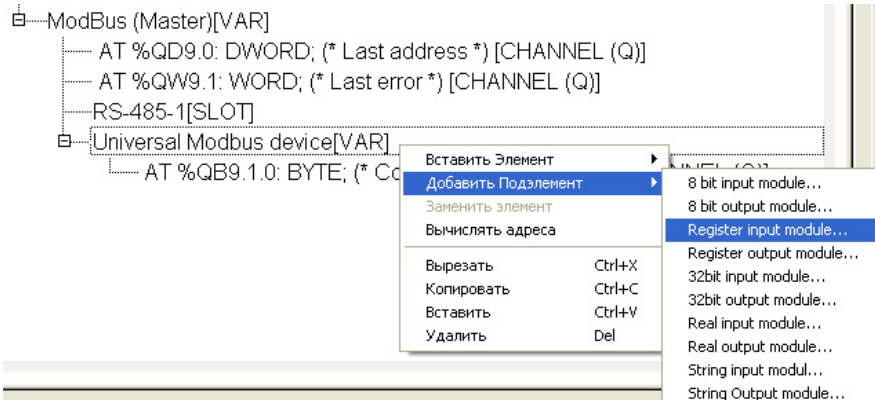 ModBus (Master)[VAR]
AT %QD9.0: DWORD; (* Last address *) [CHANNEL (Q)]
AT %QW9.1: WORD; (* Last error *) [CHANNEL (Q)]
RS-485-1[SLOT]
Universal Modbus device[VAR]
AT %QB9.1.0: BYTE; (*
Вставить Элемент
Добавить Подэлемент
Заменить элемент
Вычислять адреса
Вырезать Ctrl+X
Копировать Ctrl+C
Вставить Ctrl+V
Удалить Del
8 bit input module...
8 bit output module...
Register input module...
Register output module...
32bit input module...
32bit output module...
Real input module...
Real output module...
String input modul...
String Output module...